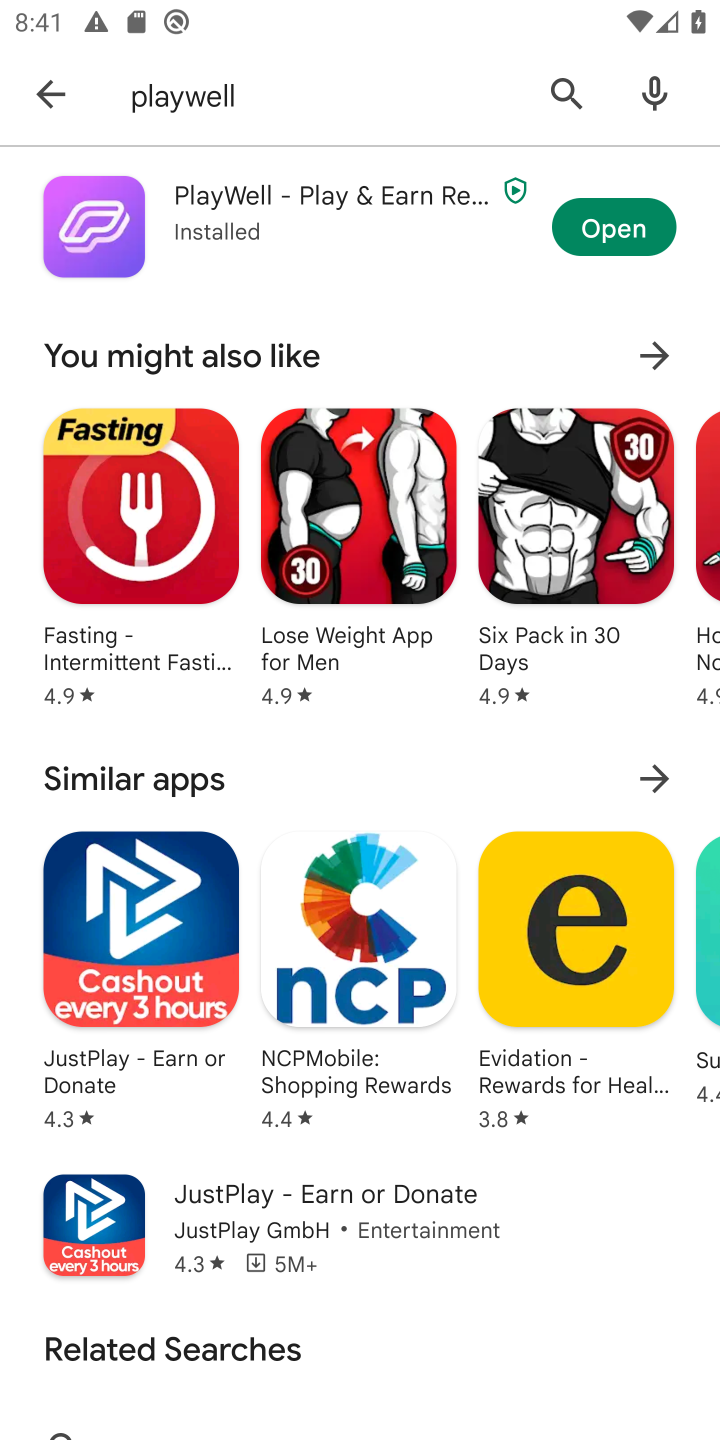 8:41
playwell
PlayWell - Play & Earn Re...
Installed
Open
You might also like
Fasting
30
30
Fasting -
Intermittent Fasti...
4.9
Lose Weight App
for Men
4.9
Six Pack in 30
Days
4.9
Ho
No
4.9
Similar apps
Cashout
every 3 hours
ncp
e
JustPlay - Earn or
Donate
4.3
NCPMobile:
Shopping Rewards
4.4
Evidation -
Rewards for Heal...
3.8
Su
4.4
Cashout
every 3 hours
JustPlay - Earn or Donate
JustPlay GmbH • Entertainment
4.3 5M+
Related Searches